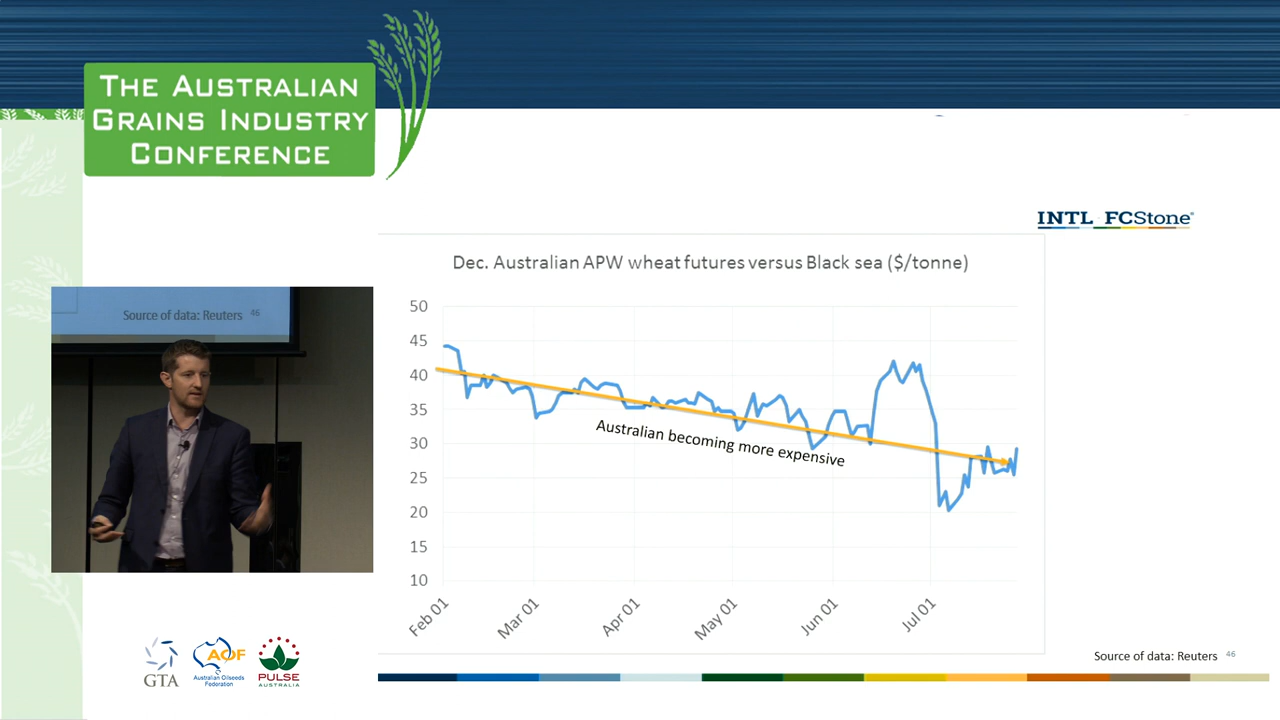 THE AUSTRALIAN
GRAINS INDUSTRY
CONFERENCE
INTL FCStone
Dec. Australian APW wheat futures versus Black sea ($/tonne)
50
45
40
35
30
25
20
15
10
Australian becoming more expensive
Feb 01
Mar 01
Apr 01
May 01
Jun 01
Jul 01
Source of data: Reuters 46
Source of data: Reuters 46
GTA
AOF
Australian Oilseeds
Federation
PULSE
AUSTRALIA